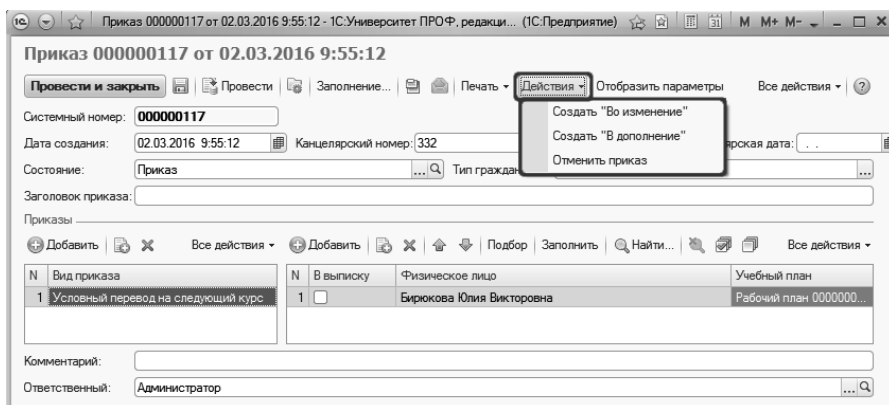 Приказ 000000117 от 02.03.2016 9:55:12 - 1С:Университет ПРОФ, редакци... (1С:Предприятие) M M+ M-
Приказ 000000117 от 02.03.2016 9:55:12
Провести и закрыть Провести Заполнение... Печать Действия Отобразить параметры Все действия
Системный номер: 000000117 Создать "Во изменение"
Создать "В дополнение"
Дата создания: 02.03.2016 9:55:12 Канцелярский номер: 332 рская дата: . .
Отменить приказ
Состояние: Приказ ... Тип граждан ...
Заголовок приказа:
Приказы
Добавить Все действия Добавить Подбор Заполнить Найти... Все действия
N Вид приказа N В выписку Физическое лицо Учебный план
1 Условный перевод на следующий курс 1 Бирюкова Юлия Викторовна Рабочий план 0000000...
Комментарий:
Ответственный: Администратор ...